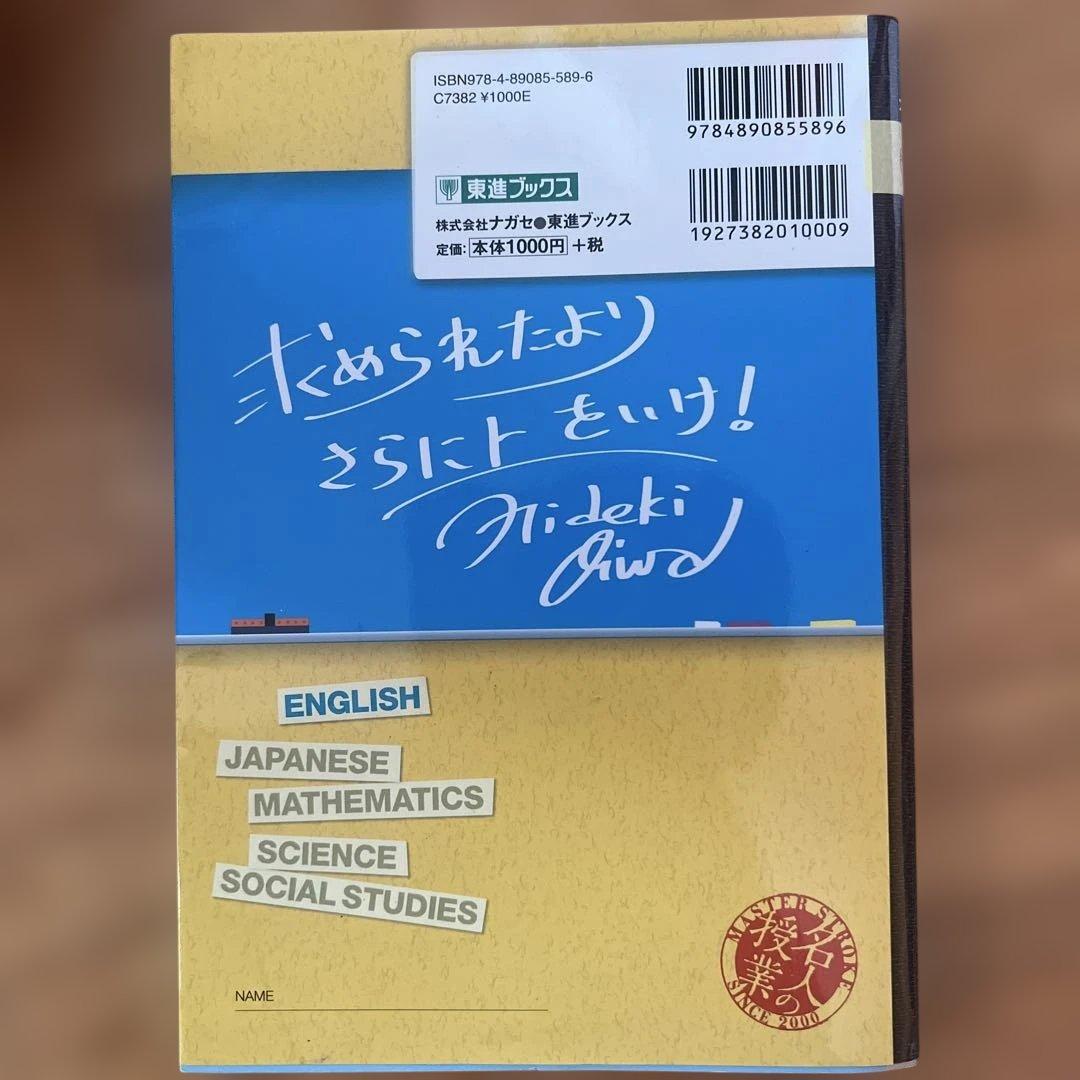 ISBN978-4-89085-589-6
C7382 ¥1000E
9784890855896
東進ブックス
1927382010009
株式会社ナガセ●東進ブックス
定価: 本体1000円 +税
求められたより
さらに上をいけ!
Hideki
Oiwa
ENGLISH
JAPANESE
MATHEMATICS
SCIENCE
SOCIAL STUDIES
NAME
MASTER STROKE
名人の
授業
SINCE 2000